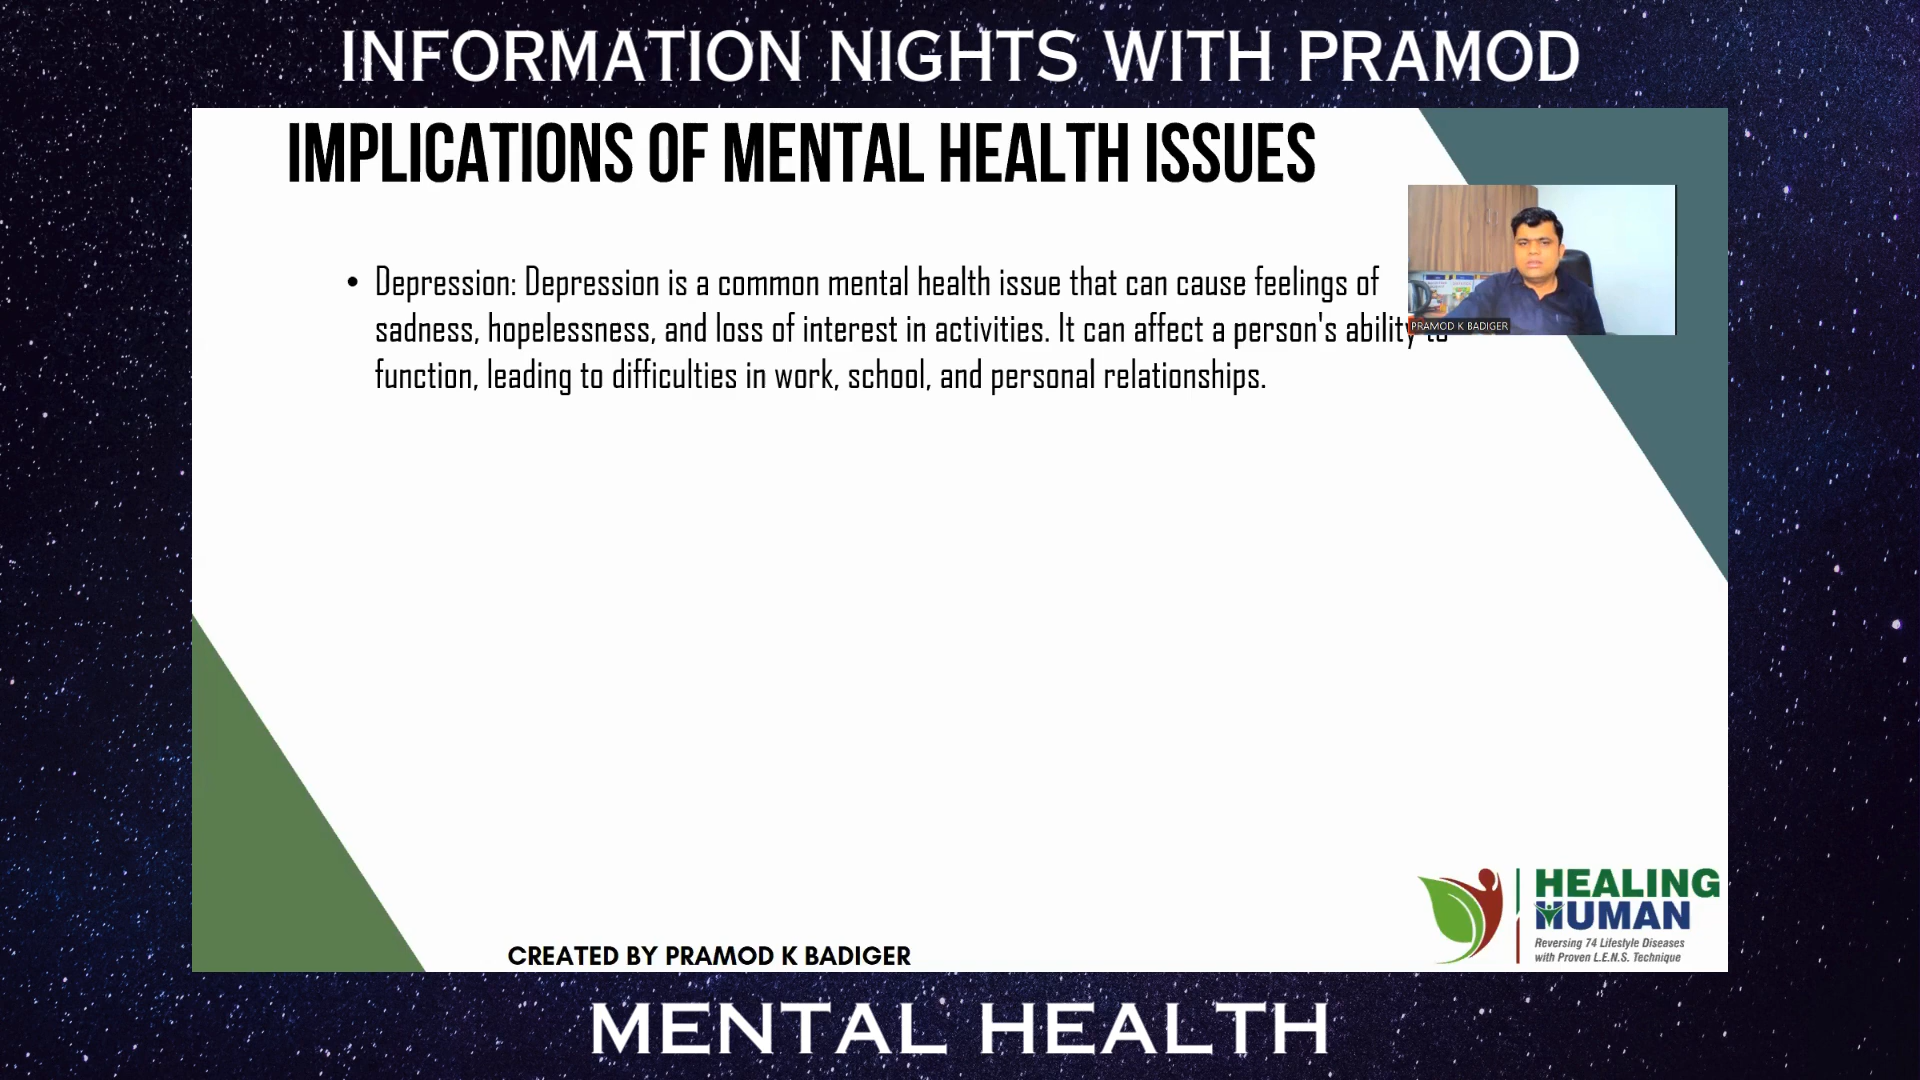 INFORMATION NIGHTS WITH PRAMOD
IMPLICATIONS OF MENTAL HEALTH ISSUES
• Depression: Depression is a common mental health issue that can cause feelings of
sadness, hopelessness, and loss of interest in activities. It can affect a person's ability to
function, leading to difficulties in work, school, and personal relationships.
PRAMOD K BADIGER
HEALING
HUMAN
Reversing 74 Lifestyle Diseases
with Proven L.E.N.S. Technique
CREATED BY PRAMOD K BADIGER
MENTAL HEALTH